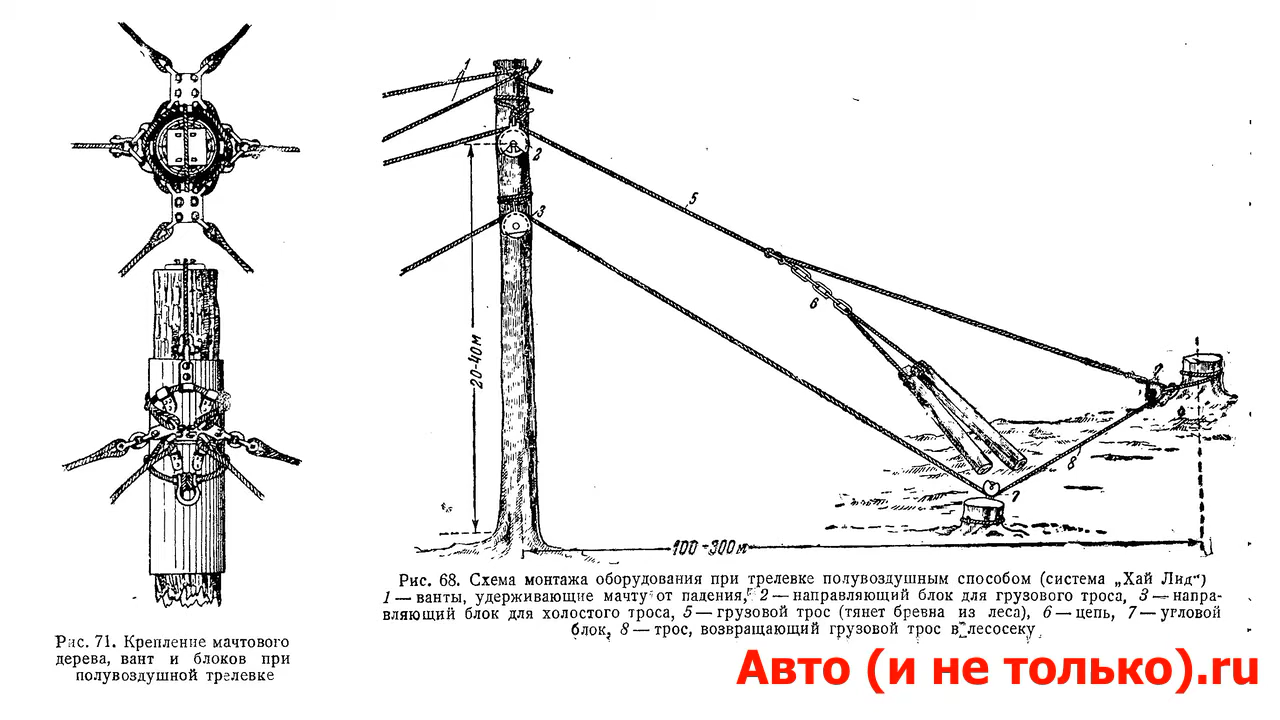 1
2
3
5
6
20-40м
8
7
100-300м
Рис. 68. Схема монтажа оборудования при трелевке полувоздушным способом (система „Хай Лид")
1 — ванты, удерживающие мачту от падения, 2 — направляющий блок для грузового троса, 3 — напра-
вляющий блок для холостого троса, 5 — грузовой трос (тянет бревна из леса), 6 — цепь, 7 — угловой
блок, 8 — трос, возвращающий грузовой трос в лесосеку
Рис. 71. Крепление мачтового
дерева, вант и блоков при
полувоздушной трелевке
Авто (и не только).ru